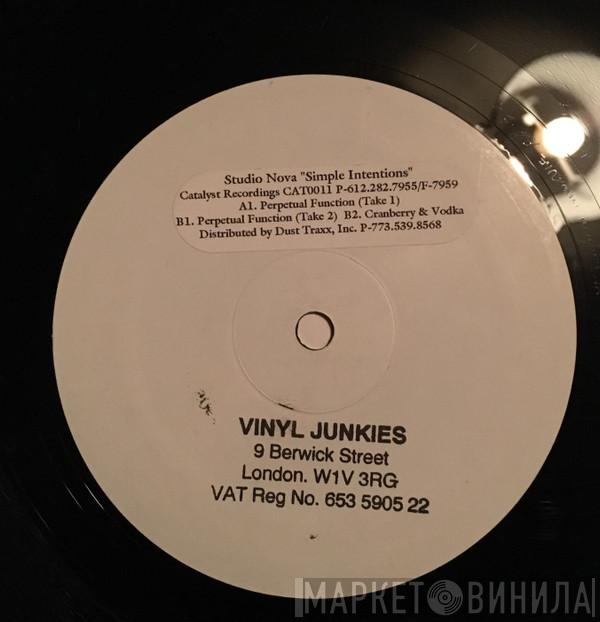 Studio Nova "Simple Intentions"
Catalyst Recordings CAT0011 P-612.282.7955/F-7959
A1. Perpetual Function (Take 1)
B1. Perpetual Function (Take 2) B2. Cranberry & Vodka
Distributed by Dust Traxx, Inc. P-773.539.8568
VINYL JUNKIES
9 Berwick Street
London. W1V 3RG
VAT Reg No. 653 5905 22
МАРКЕТ ВИНИЛА